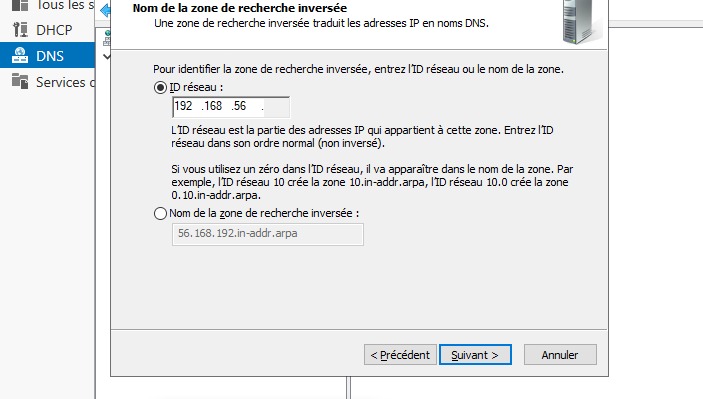 Tous les s
DHCP
DNS
Services
Nom de la zone de recherche inversée
Une zone de recherche inversée traduit les adresses IP en noms DNS.
Pour identifier la zone de recherche inversée, entrez l'ID réseau ou le nom de la zone.
ID réseau :
192 .168 .56 .
L'ID réseau est la partie des adresses IP qui appartient à cette zone. Entrez l'ID
réseau dans son ordre normal (non inversé).
Si vous utilisez un zéro dans l'ID réseau, il va apparaître dans le nom de la zone. Par
exemple, l'ID réseau 10 crée la zone 10.in-addr.arpa, l'ID réseau 10.0 crée la zone
0.10.in-addr.arpa.
Nom de la zone de recherche inversée :
56.168.192.in-addr.arpa
< Précédent
Suivant >
Annuler